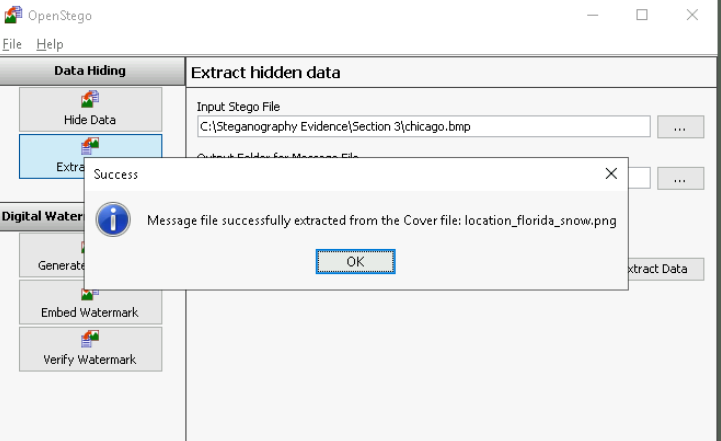 OpenStego
File Help
Data Hiding
Hide Data
Extra
Digital Water
Generate
Embed Watermark
Verify Watermark
Extract hidden data
Input Stego File
C:\Steganography Evidence\Section 3\chicago.bmp
...
Output Folder for Message File
...
xtract Data
Success
Message file successfully extracted from the Cover file: location_florida_snow.png
OK